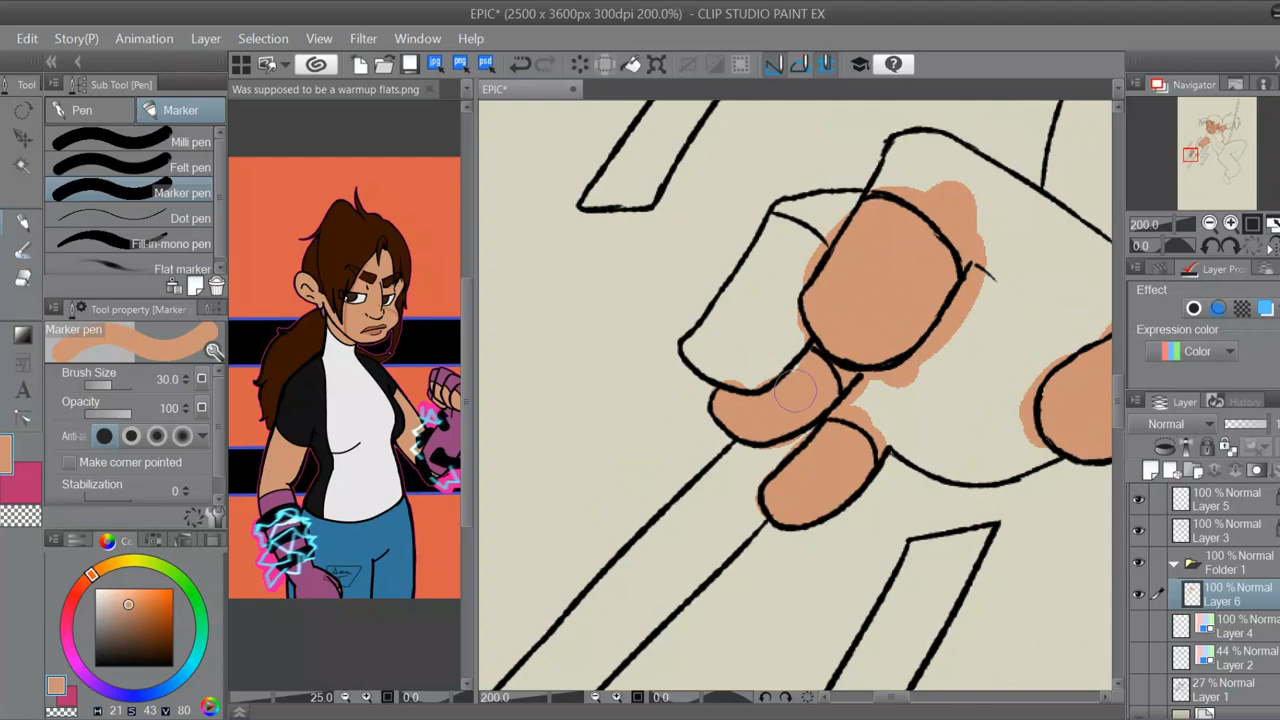 EPIC* (2500 x 3600px 300dpi 200.0%) - CLIP STUDIO PAINT EX
Edit Story(P) Animation Layer Selection View Filter Window Help
Tool Sub Tool [Pen]
Was supposed to be a warmup flats.png
EPIC*
Navigator
Pen Marker
Milli pen
Felt pen
Marker pen
Dot pen
Fill-in-mono pen
Flat marker
Tool property [Marker
Marker pen
Brush Size 30.0
Opacity 100
Anti-
Make corner pointed
Stabilization 0
Cc
H 21 S 43 V 80
25.0 0.0
200.0 0.0
200.0
0.0
Layer Pro
Effect
Expression color
Color
Layer History
Normal
100 % Normal
Layer 5
100 % Normal
Layer 3
100 % Normal
Folder 1
100 % Normal
Layer 6
100 % Normal
Layer 4
44 % Normal
Layer 2
27 % Normal
Layer 1